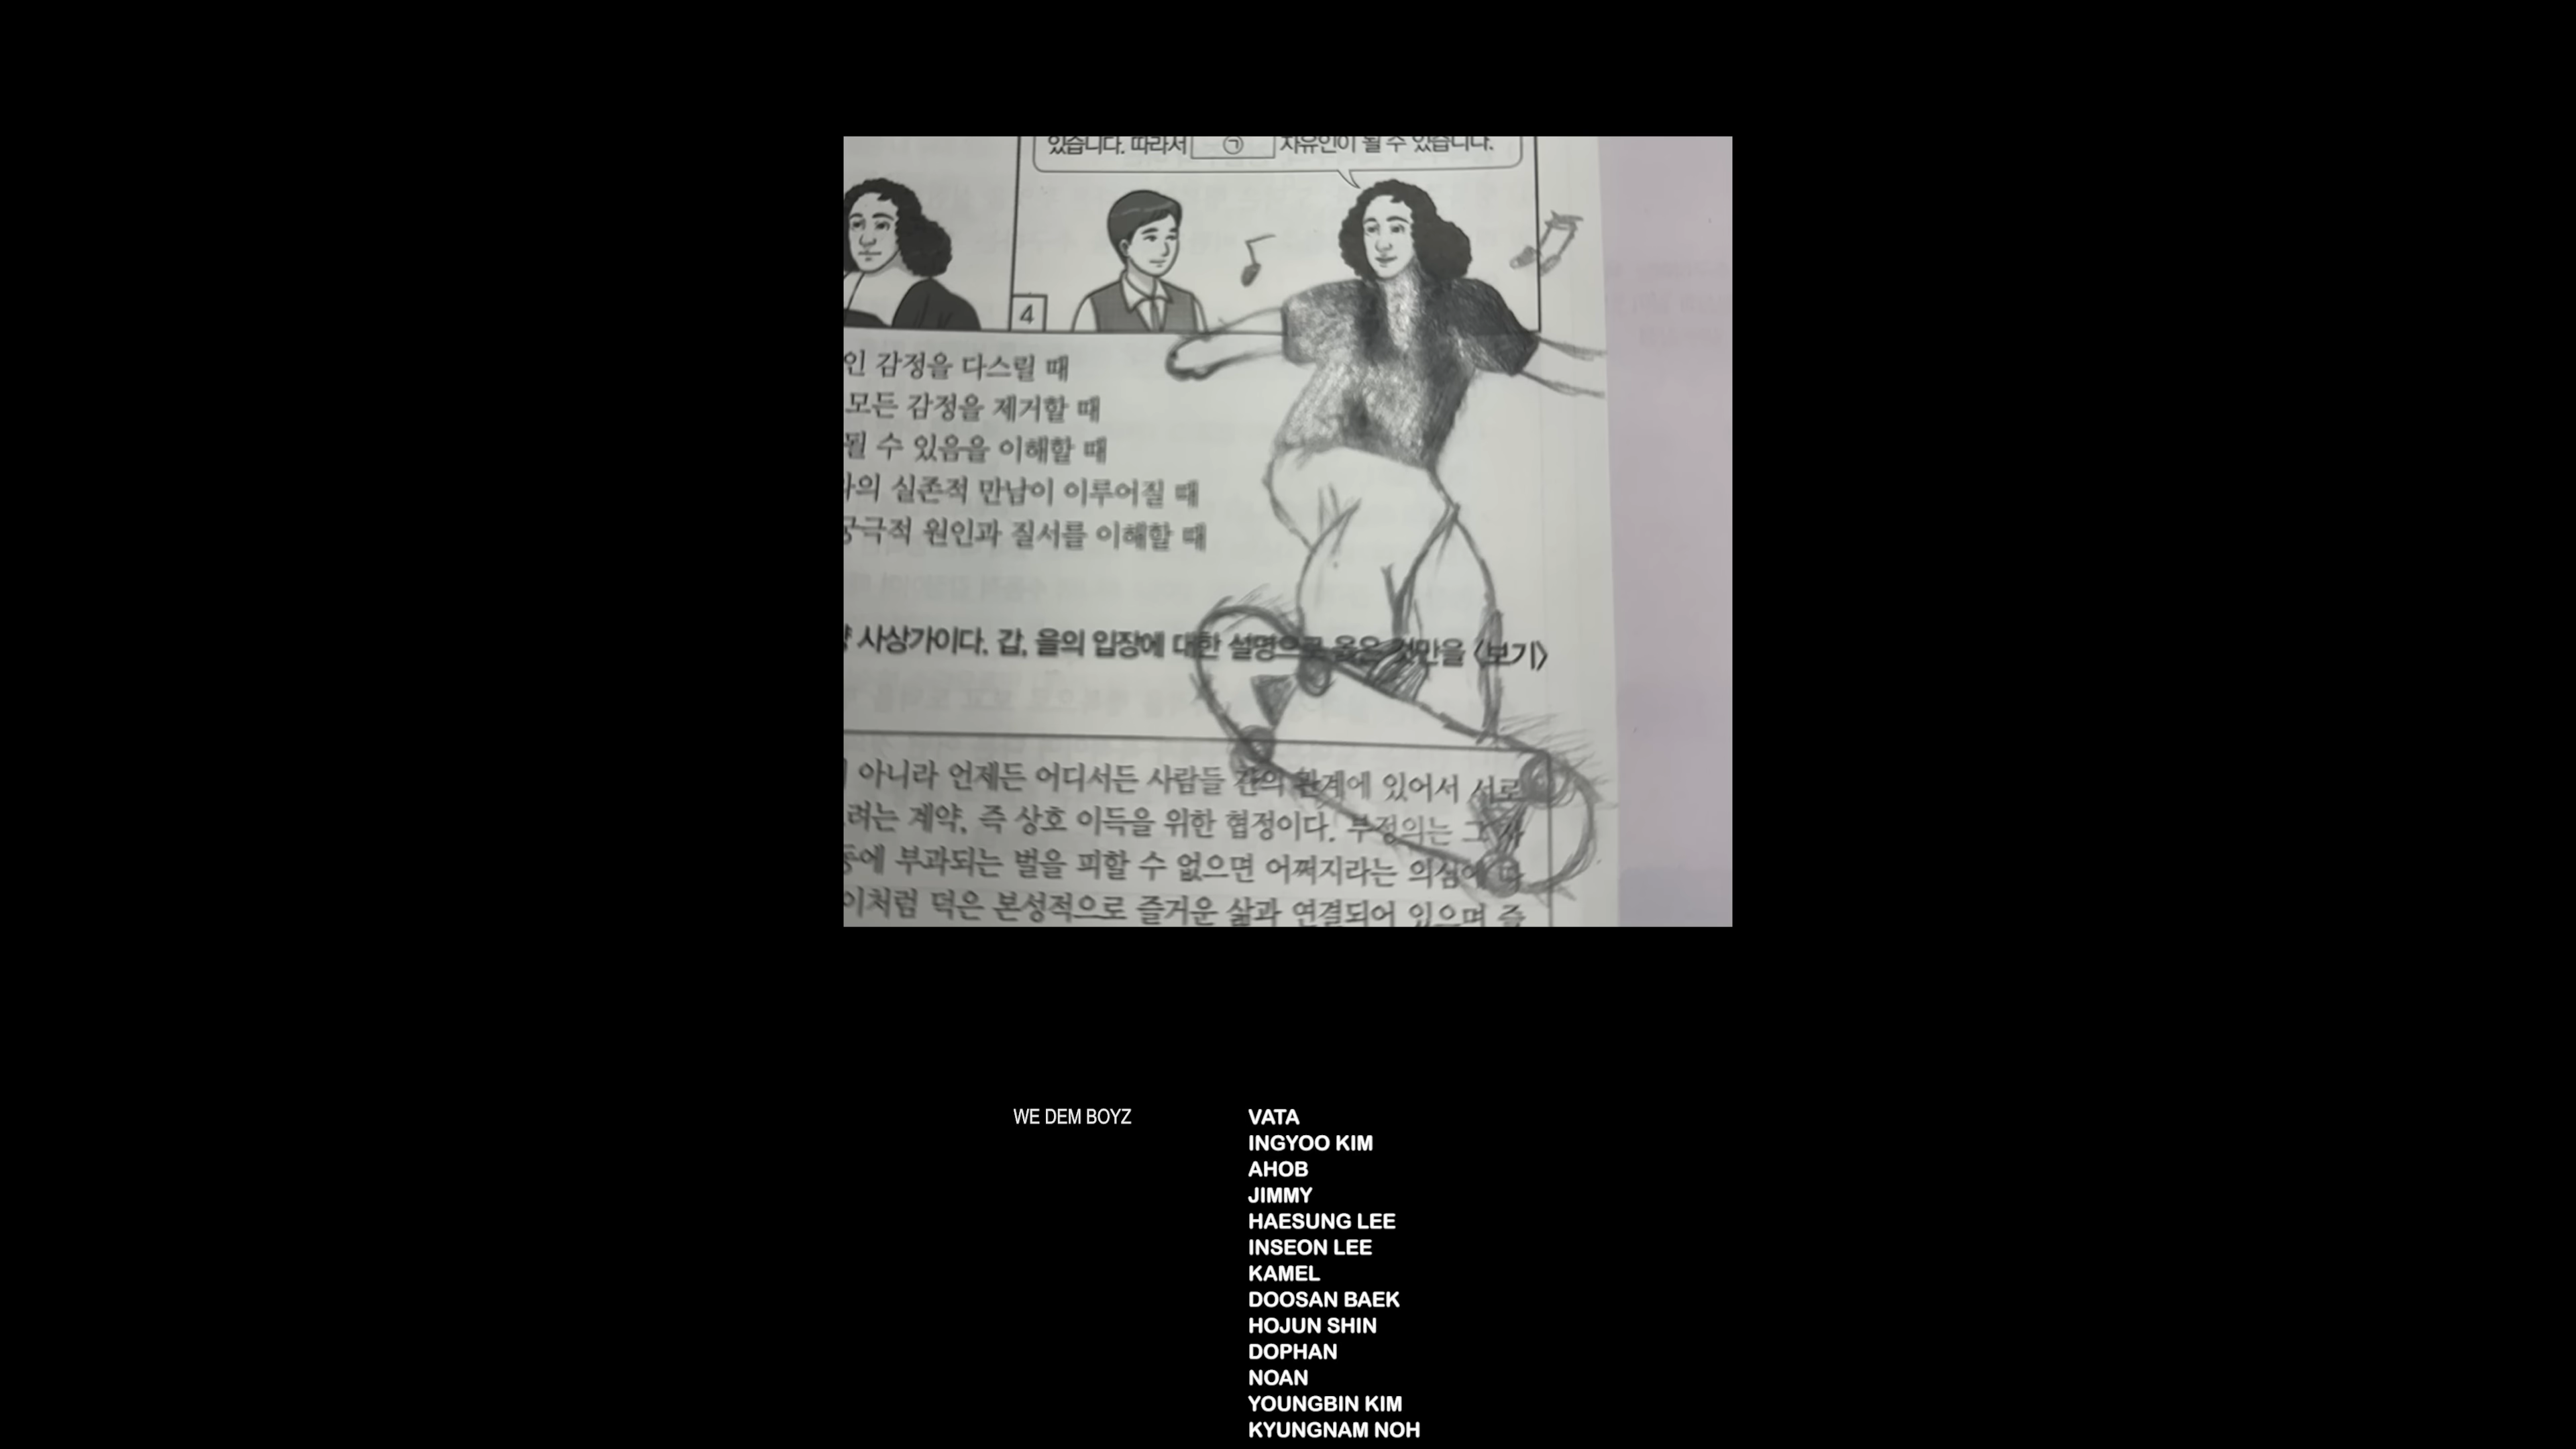 있습니다. 따라서 ㉠ 자유인이 될 수 있습니다.
4
인 감정을 다스릴 때
모든 감정을 제거할 때
될 수 있음을 이해할 때
의 실존적 만남이 이루어질 때
궁극적 원인과 질서를 이해할 때
사상가이다. 갑, 을의 입장에 대한 설명으로 옳은 것만을 〈보기〉
아니라 언제든 어디서든 사람들 간의 관계에 있어서 서로
려는 계약, 즉 상호 이득을 위한 협정이다. 부정의는 그
에 부과되는 벌을 피할 수 없으면 어쩌지라는 의심에
이처럼 덕은 본성적으로 즐거운 삶과 연결되어 있으며 즐
WE DEM BOYZ
VATA
INGYOO KIM
AHOB
JIMMY
HAESUNG LEE
INSEON LEE
KAMEL
DOOSAN BAEK
HOJUN SHIN
DOPHAN
NOAN
YOUNGBIN KIM
KYUNGNAM NOH